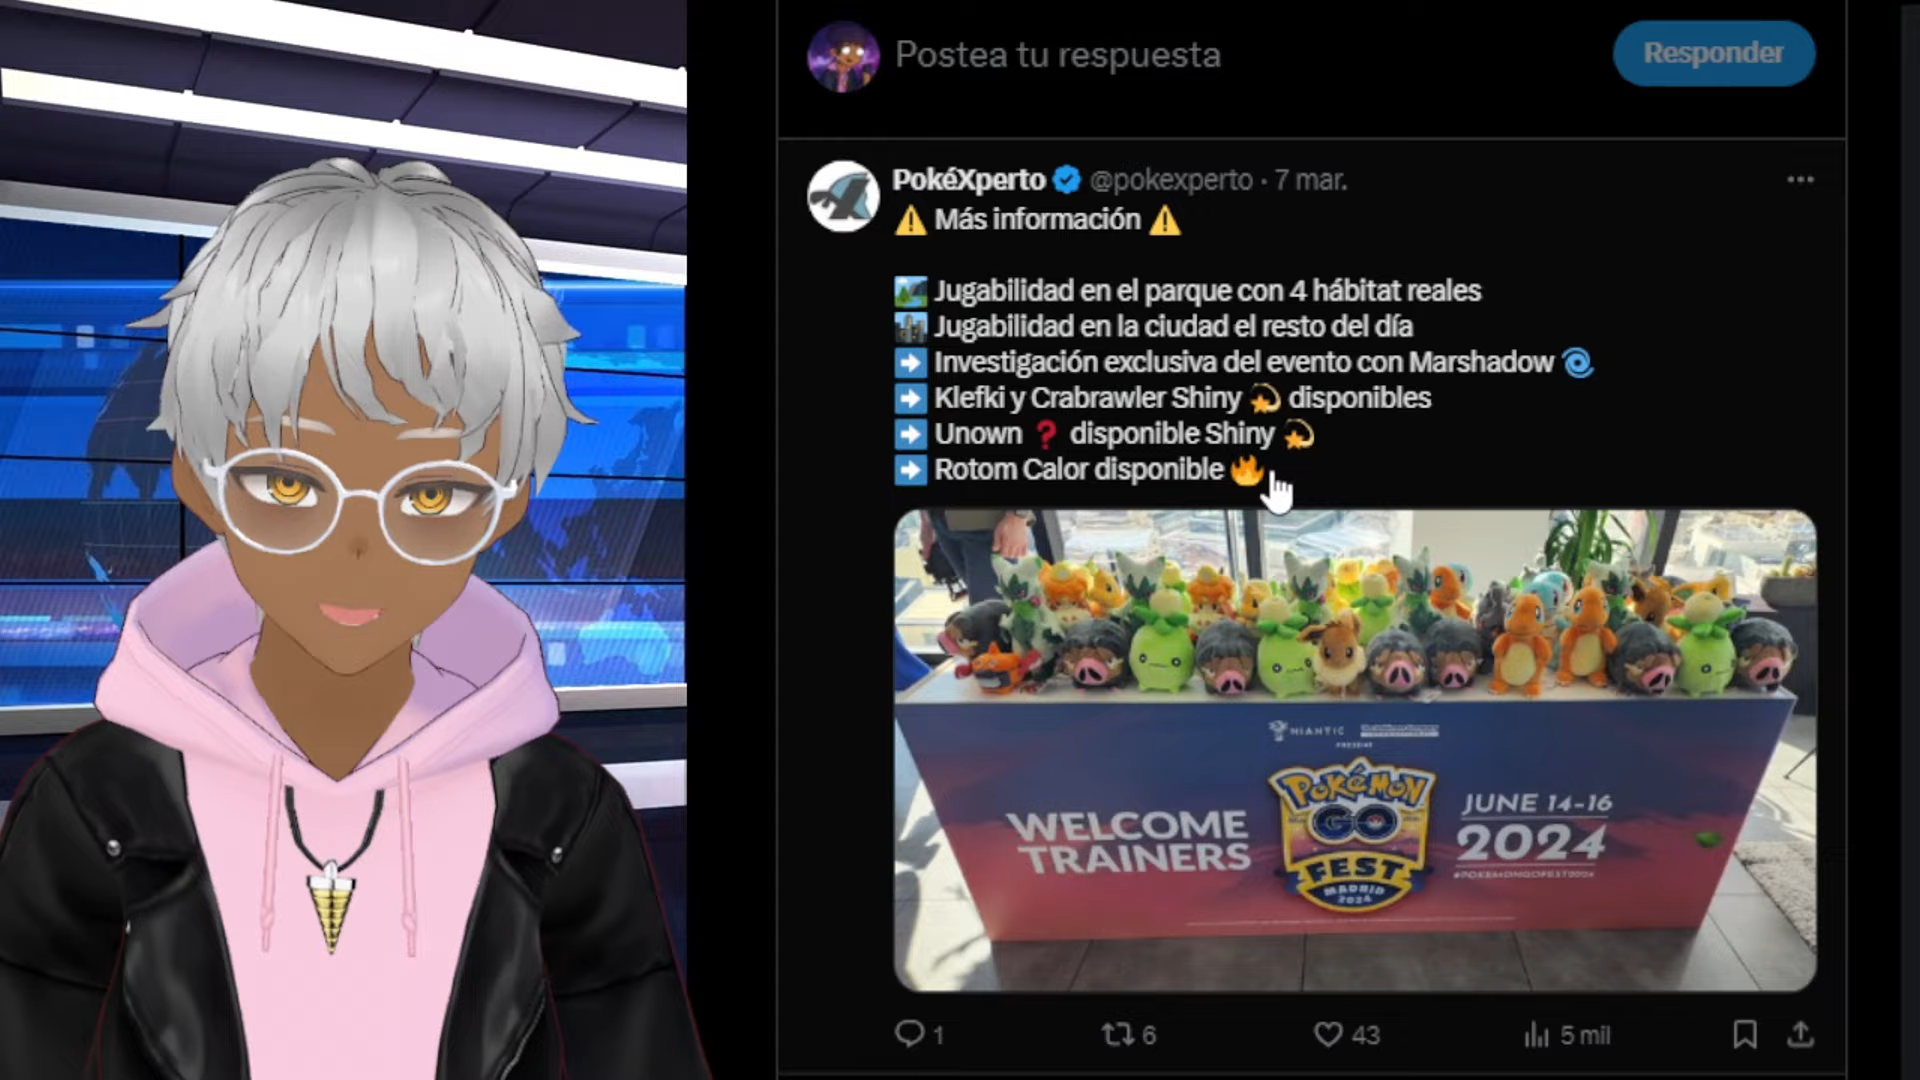 Postea tu respuesta
Responder
PokéXperto @pokexperto · 7 mar.
⚠️ Más información ⚠️
🏞️ Jugabilidad en el parque con 4 hábitat reales
🏙️ Jugabilidad en la ciudad el resto del día
➡️ Investigación exclusiva del evento con Marshadow 🌀
➡️ Klefki y Crabrawler Shiny 💫 disponibles
➡️ Unown ❓ disponible Shiny 💫
➡️ Rotom Calor disponible 🔥
NIANTIC
PRESENT
WELCOME
TRAINERS
POKÉMON
GO
FEST
MADRID
2024
JUNE 14-16
2024
#POKEMONGOFEST2024
1
6
43
5 mil